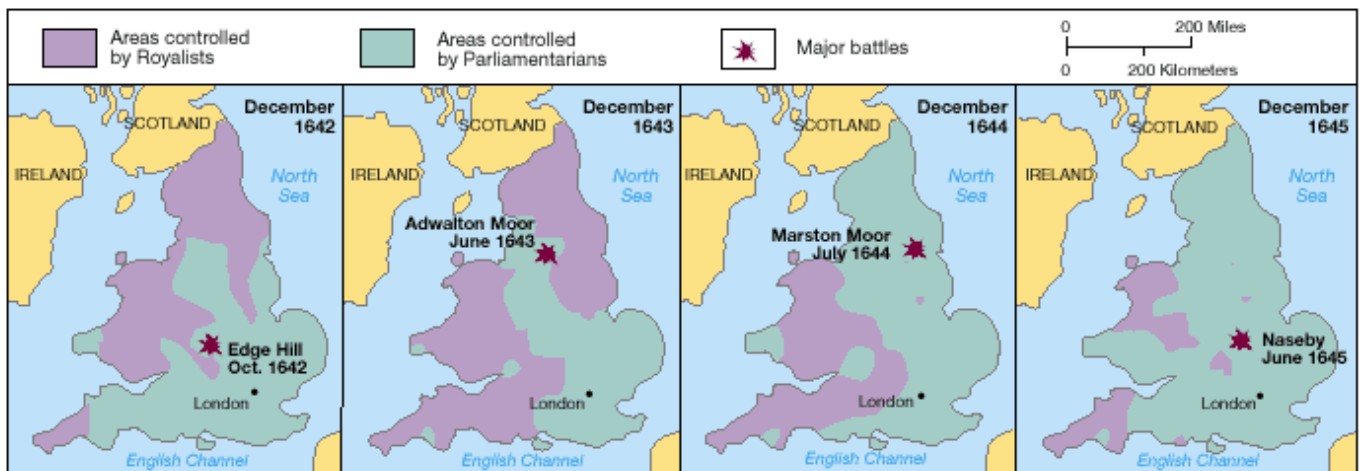 Areas controlled
by Royalists
Areas controlled
by Parliamentarians
Major battles
0 200 Miles
0 200 Kilometers
December
1642
SCOTLAND
IRELAND
North
Sea
Edge Hill
Oct. 1642
London
English Channel
December
1643
SCOTLAND
IRELAND
North
Sea
Adwalton Moor
June 1643
London
English Channel
December
1644
SCOTLAND
IRELAND
North
Sea
Marston Moor
July 1644
London
English Channel
December
1645
SCOTLAND
IRELAND
North
Sea
Naseby
June 1645
London
English Channel